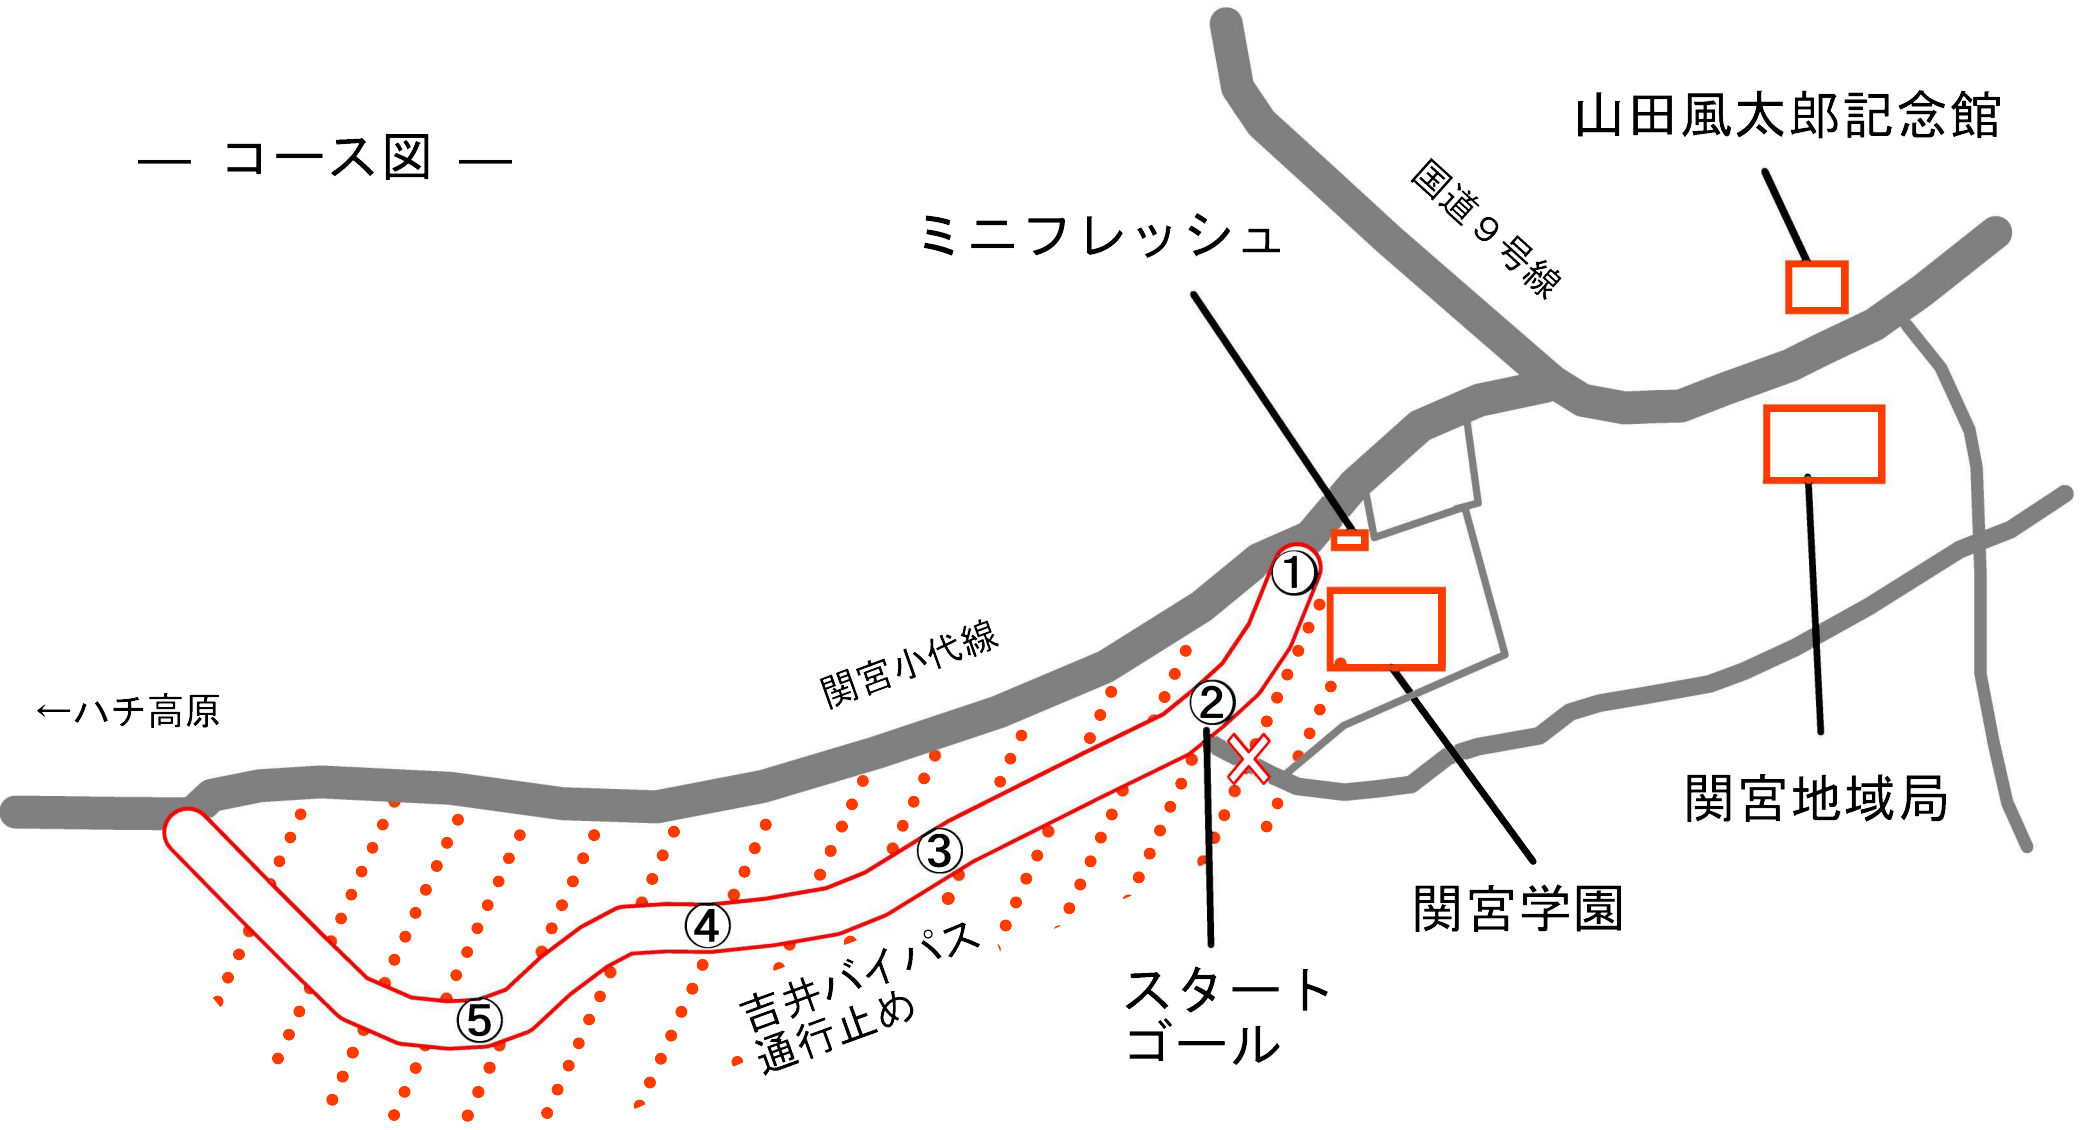 ― コース図 ―
山田風太郎記念館
国道９号線
ミニフレッシュ
①
関宮小代線
←ハチ高原
②
関宮地域局
③
関宮学園
④
吉井バイパス
通行止め
スタート
ゴール
⑤